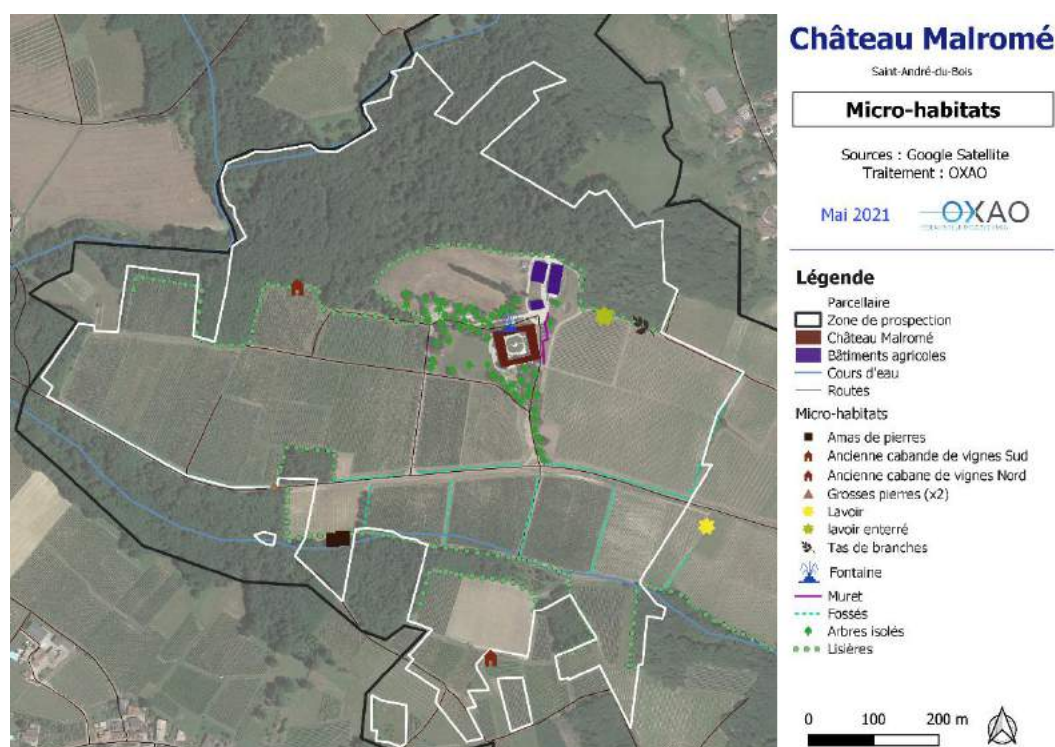 Château Malromé
Saint-André-du-Bois
Micro-habitats
Sources : Google Satellite
Traitement : OXAO
Mai 2021
OXAO
Légende
Parcellaire
Zone de prospection
Château Malromé
Bâtiments agricoles
Cours d'eau
Routes
Micro-habitats
Amas de pierres
Ancienne cabande de vignes Sud
Ancienne cabane de vignes Nord
Grosses pierres (x2)
Lavoir
lavoir enterré
Tas de branches
Fontaine
Muret
Fossés
Arbres isolés
Lisières
0 100 200 m